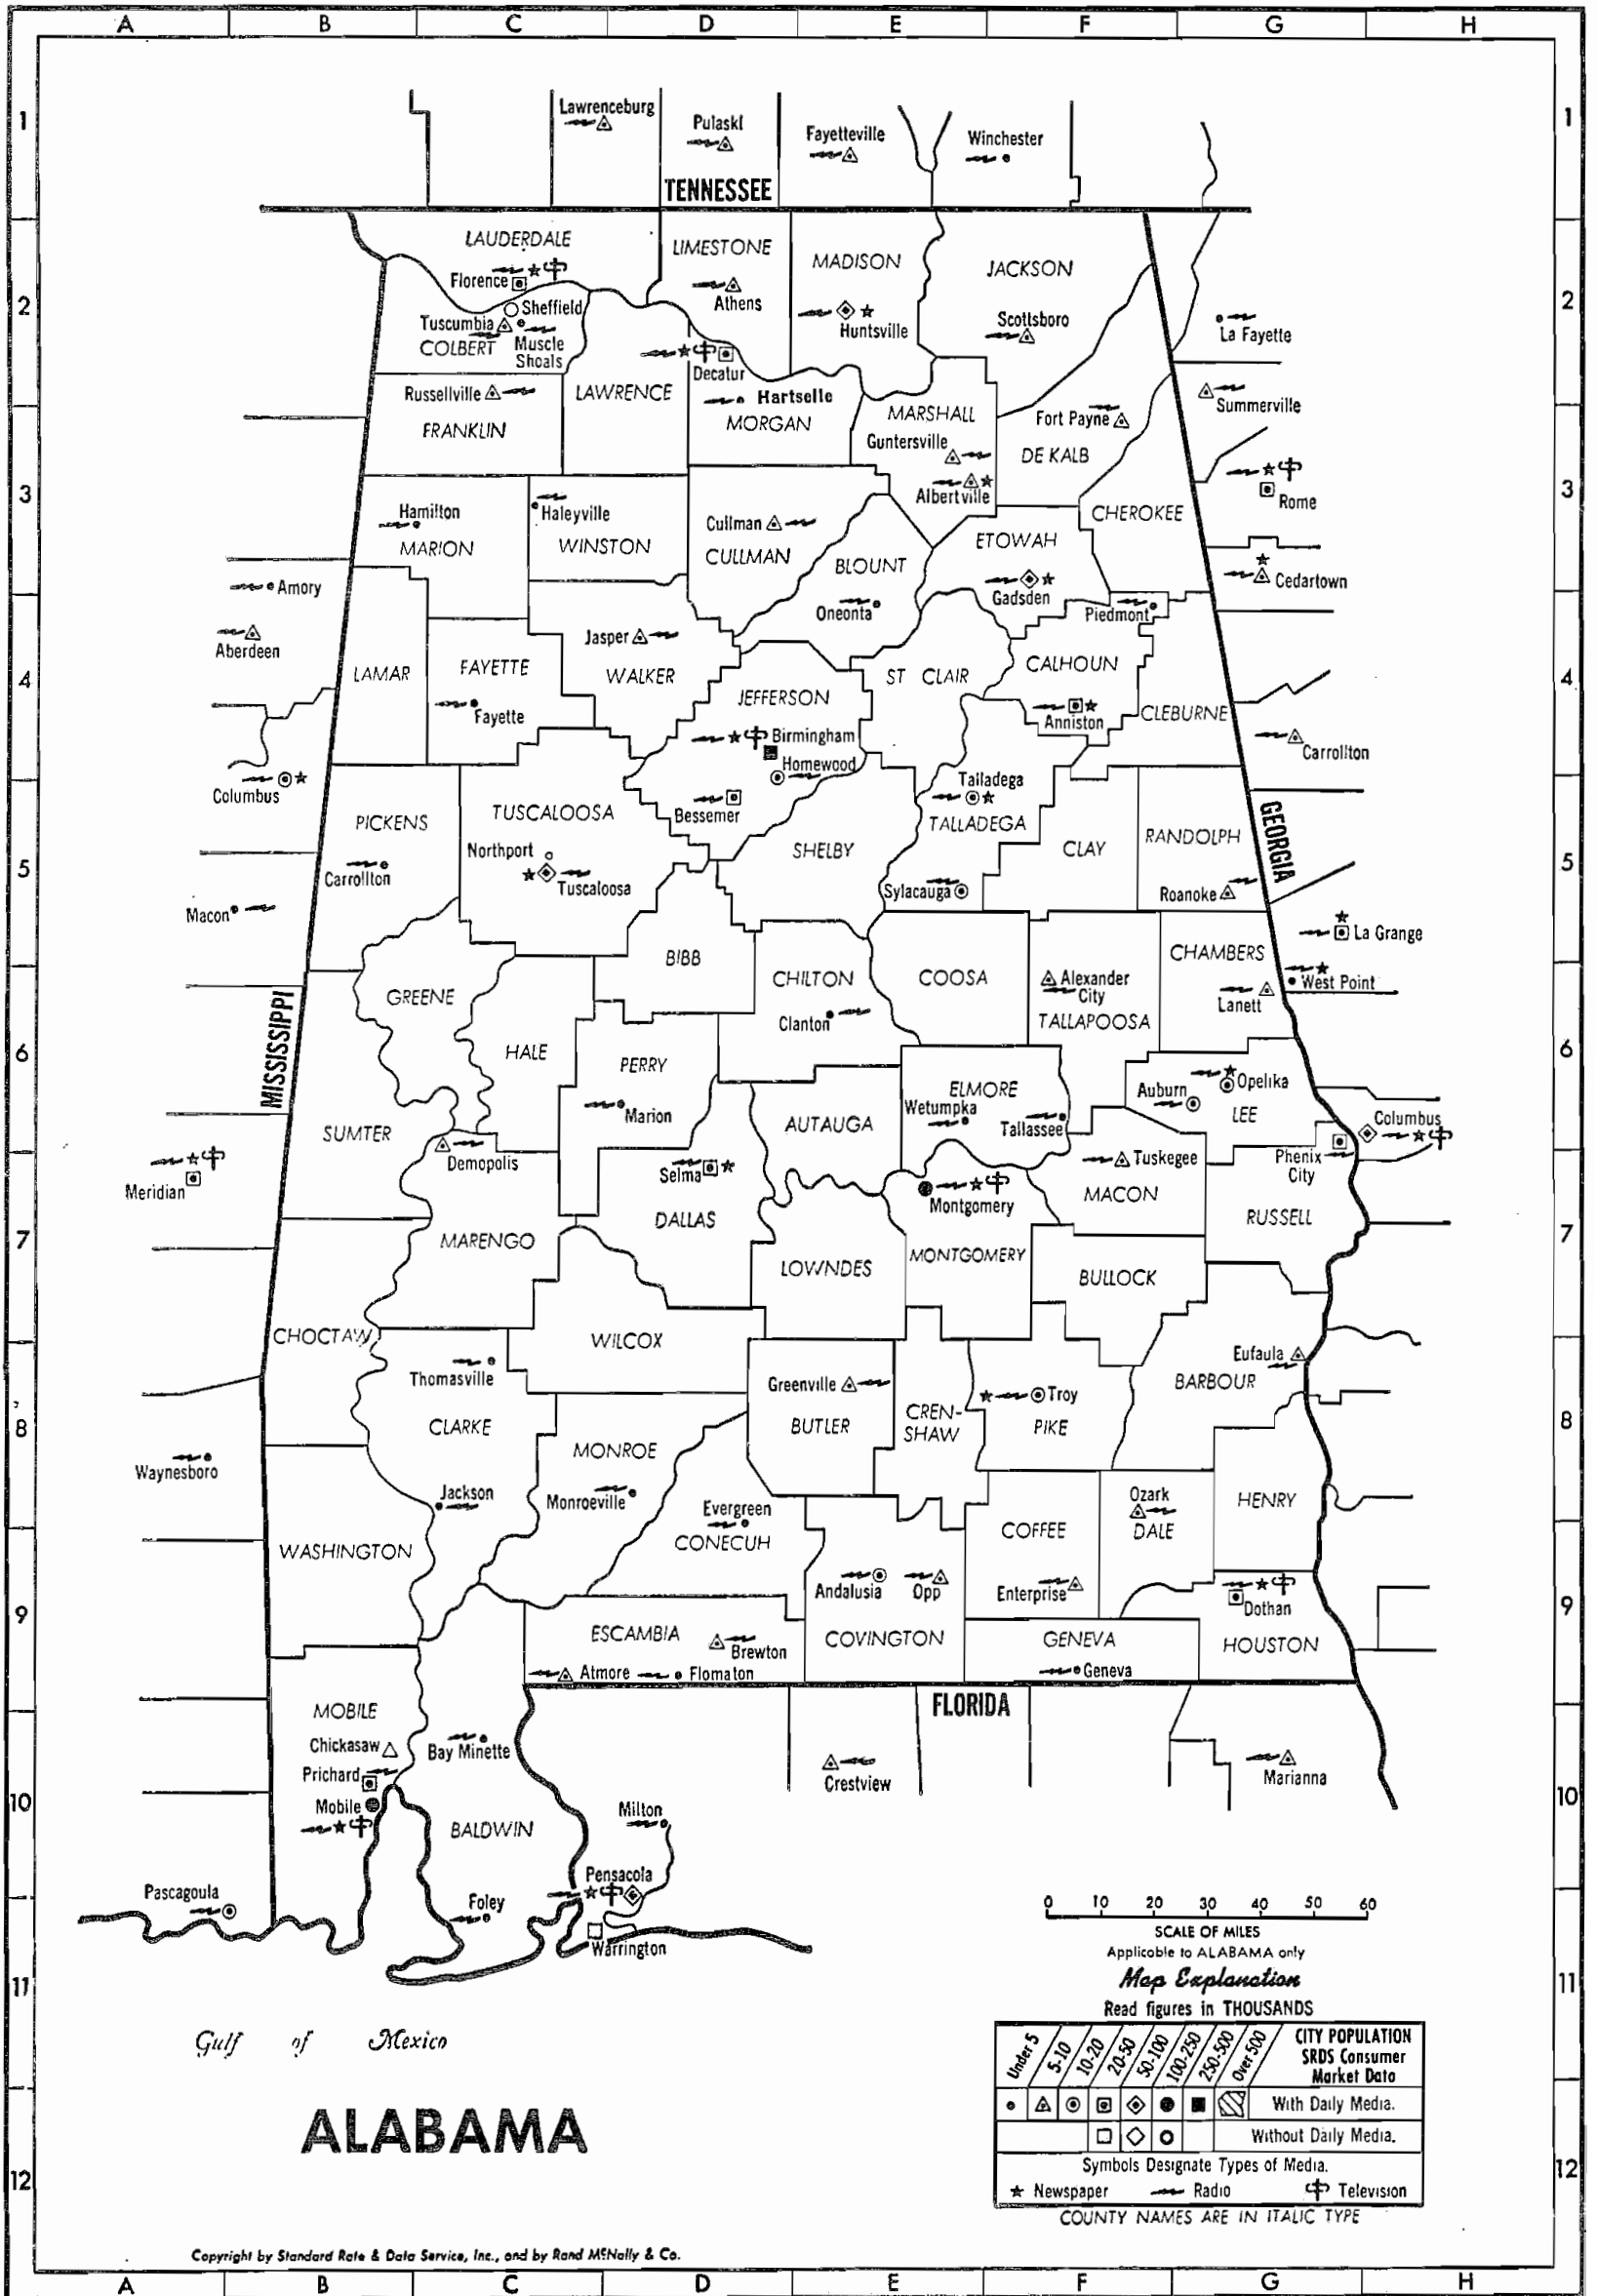 A B C D E F G H
1 1
Lawrenceburg
Pulaski
Fayetteville
Winchester
TENNESSEE
LAUDERDALE
LIMESTONE
MADISON
JACKSON
Florence
Athens
2 2
Sheffield
Tuscumbia
Huntsville
Scottsboro
La Fayette
COLBERT
Muscle
Shoals
Decatur
Russellville
LAWRENCE
Hartselle
Summerville
FRANKLIN
MORGAN
MARSHALL
Fort Payne
Guntersville
DE KALB
3 3
Albertville
Rome
Hamilton
Haleyville
Cullman
CHEROKEE
MARION
WINSTON
CULLMAN
ETOWAH
BLOUNT
Amory
Gadsden
Cedartown
Oneonta
Piedmont
Aberdeen
Jasper
4 4
LAMAR
FAYETTE
WALKER
ST CLAIR
CALHOUN
JEFFERSON
Fayette
Anniston
CLEBURNE
Birmingham
Homewood
Carrollton
Columbus
Talladega
Bessemer
GEORGIA
PICKENS
TUSCALOOSA
TALLADEGA
RANDOLPH
Northport
SHELBY
CLAY
5 5
Carrollton
Tuscaloosa
Sylacauga
Roanoke
Macon
La Grange
BIBB
CHAMBERS
CHILTON
COOSA
Alexander
City
West Point
GREENE
Lanett
MISSISSIPPI
Clanton
TALLAPOOSA
6 6
HALE
PERRY
ELMORE
Auburn
Opelika
Marion
AUTAUGA
Wetumpka
Tallassee
LEE
Columbus
SUMTER
Demopolis
Selma
Tuskegee
Phenix
City
Meridian
MACON
Montgomery
7 7
MARENGO
DALLAS
RUSSELL
LOWNDES
MONTGOMERY
BULLOCK
CHOCTAW
WILCOX
Thomasville
Eufaula
Greenville
Troy
BARBOUR
8 8
CLARKE
BUTLER
CREN-
SHAW
PIKE
MONROE
Waynesboro
Jackson
Monroeville
Evergreen
Ozark
HENRY
WASHINGTON
CONECUH
COFFEE
DALE
Andalusia
Opp
Enterprise
Dothan
9 9
ESCAMBIA
Brewton
COVINGTON
GENEVA
HOUSTON
Atmore
Flomaton
Geneva
MOBILE
FLORIDA
Chickasaw
Bay Minette
Prichard
Crestview
Marianna
10 10
Mobile
Milton
BALDWIN
Pensacola
Pascagoula
Foley
Warrington
0 10 20 30 40 50 60
SCALE OF MILES
Applicable to ALABAMA only
11 11
Map Explanation
Read figures in THOUSANDS
Gulf of Mexico
Under 5
5-10
10-20
20-50
50-100
100-250
250-500
Over 500
CITY POPULATION
SRDS Consumer
Market Data
With Daily Media.
Without Daily Media.
ALABAMA
Symbols Designate Types of Media.
12 12
Newspaper Radio Television
COUNTY NAMES ARE IN ITALIC TYPE
Copyright by Standard Rate & Data Service, Inc., and by Rand McNally & Co.
A B C D E F G H